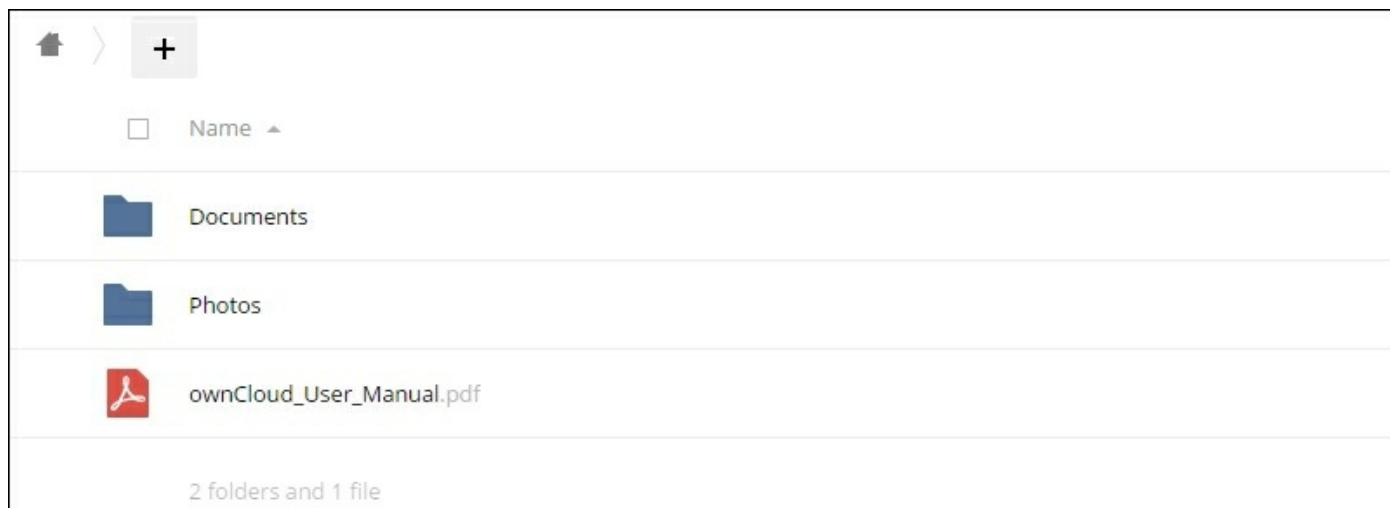 +
Name
Documents
Photos
ownCloud_User_Manual.pdf
2 folders and 1 file